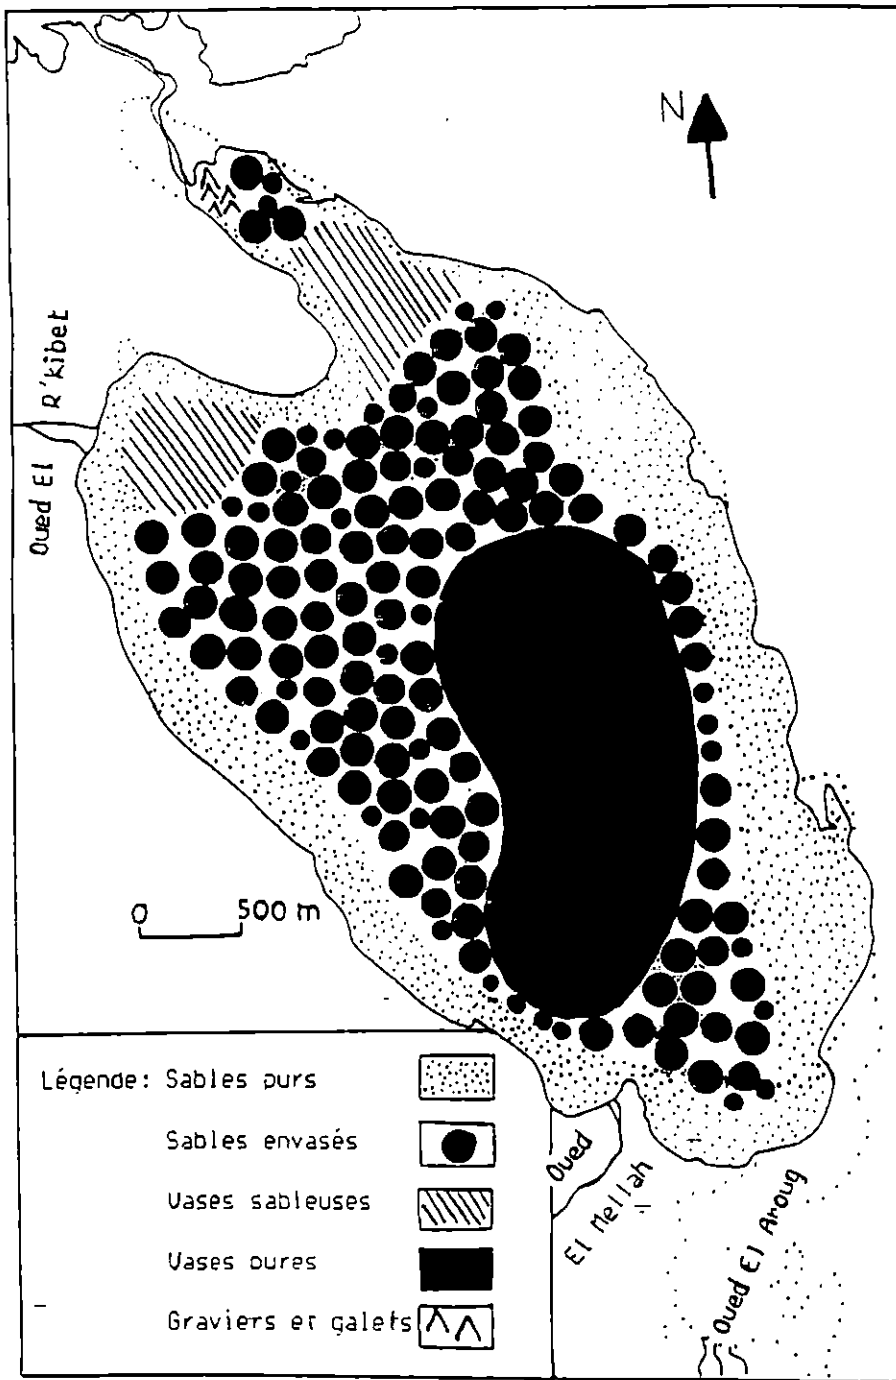 N
Oued El R'kibet
0 500 m
Légende: Sables purs
Sables envasés
Vases sableuses
Vases pures
Graviers et galets
Oued
El Mellah
Oued El Aroug